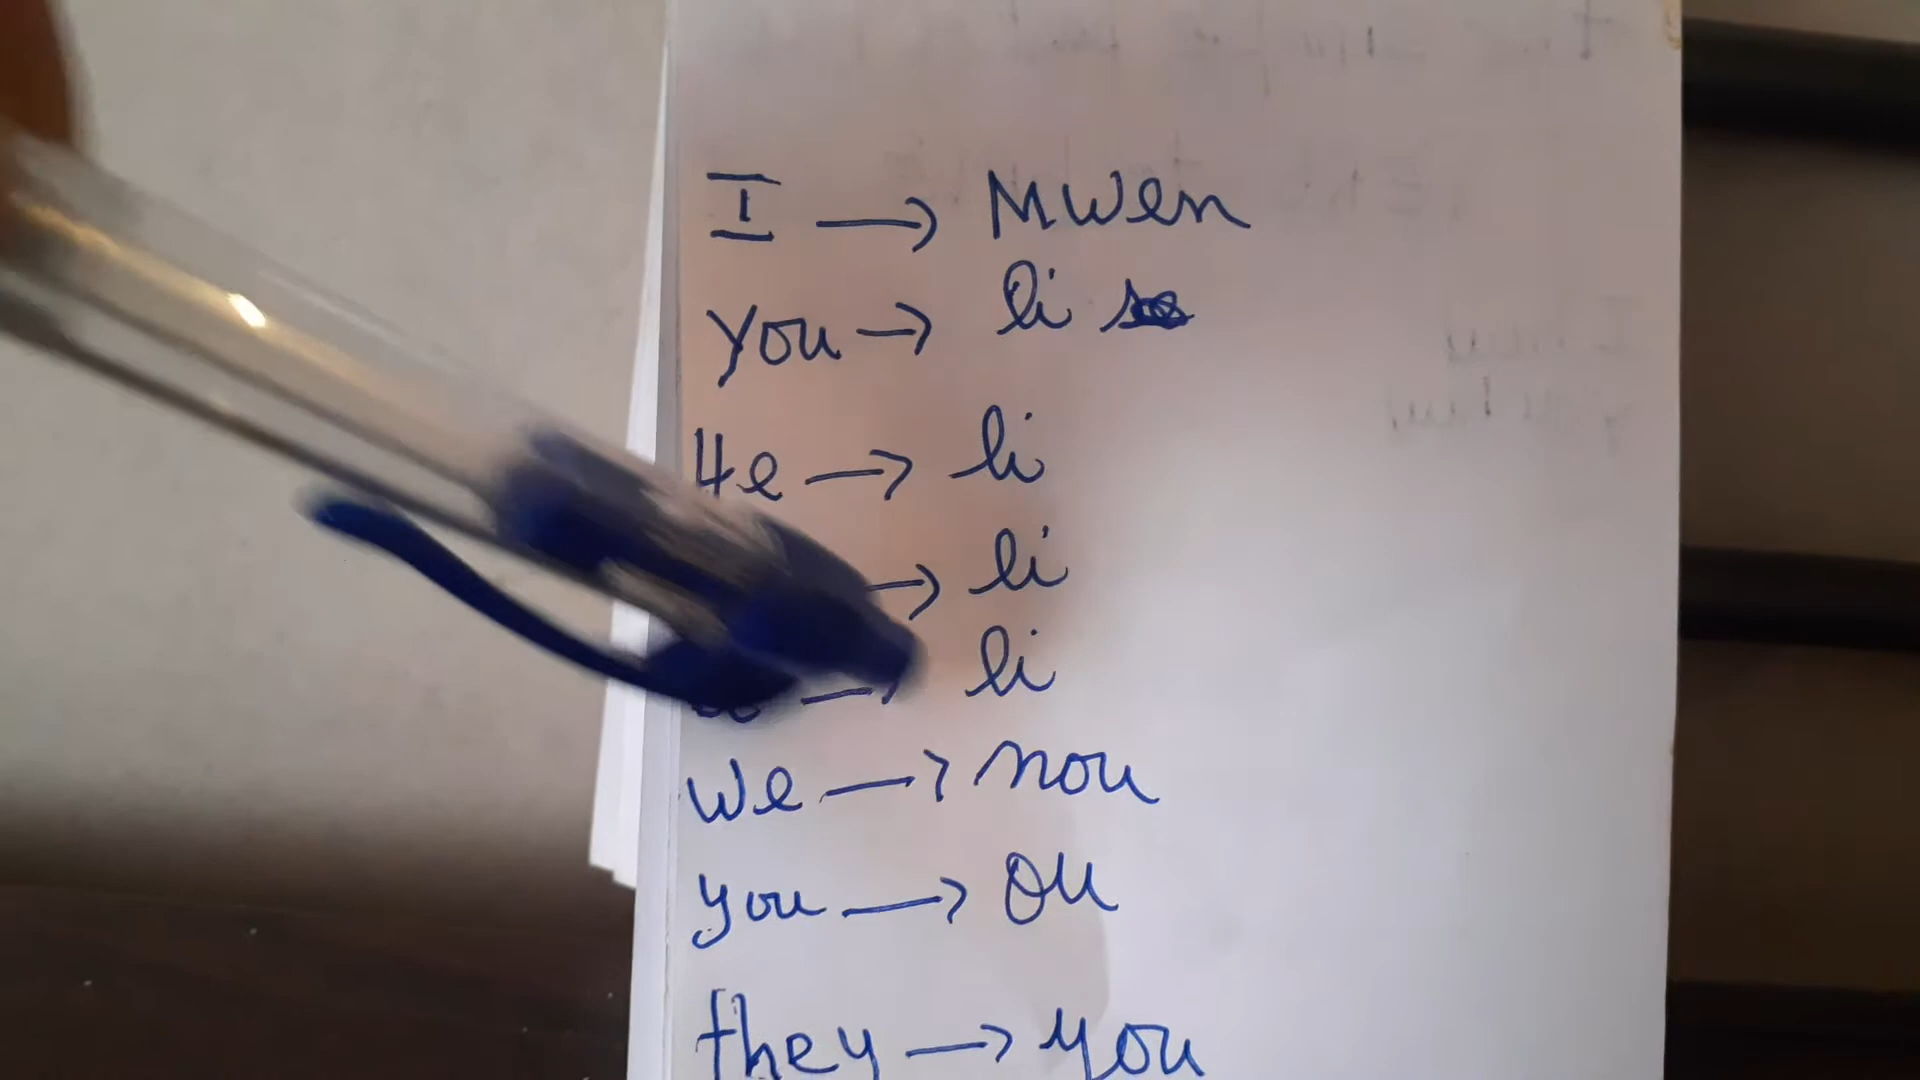 I → Mwen
You → li
He → li
→ li
→ li
We → nou
you → ou
they → you